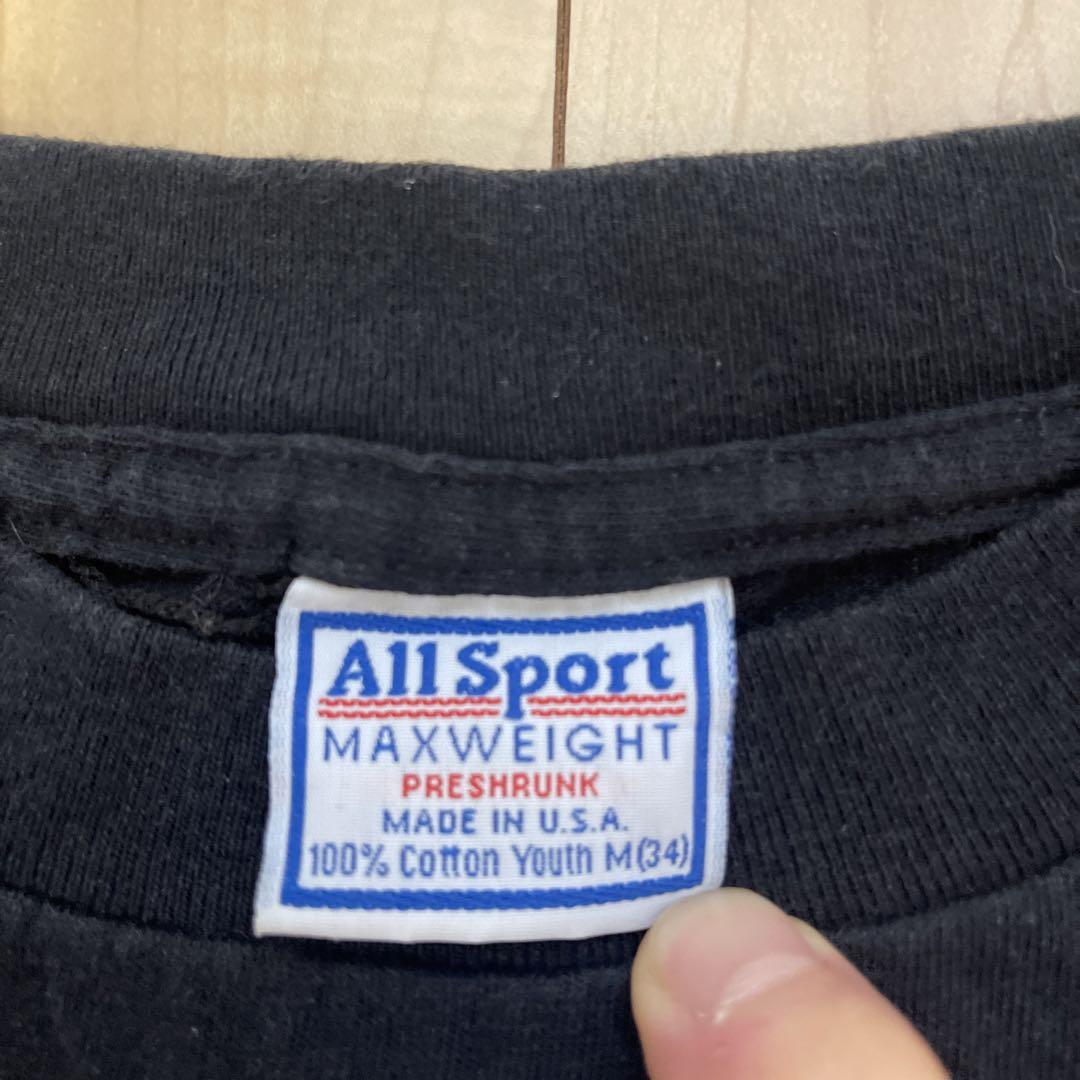 All Sport
MAXWEIGHT
PRESHRUNK
MADE IN U.S.A.
100% Cotton Youth M(34)